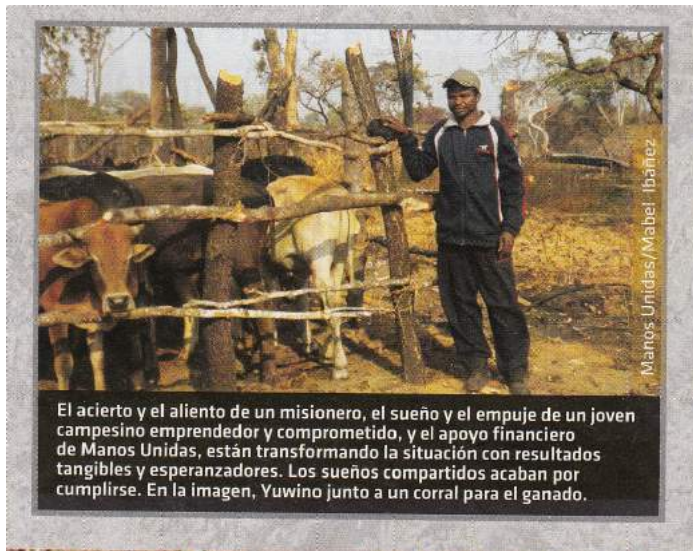 Manos Unidas/Mabel Ibáñez
El acierto y el aliento de un misionero, el sueño y el empuje de un joven
campesino emprendedor y comprometido, y el apoyo financiero
de Manos Unidas, están transformando la situación con resultados
tangibles y esperanzadores. Los sueños compartidos acaban por
cumplirse. En la imagen, Yuwino junto a un corral para el ganado.